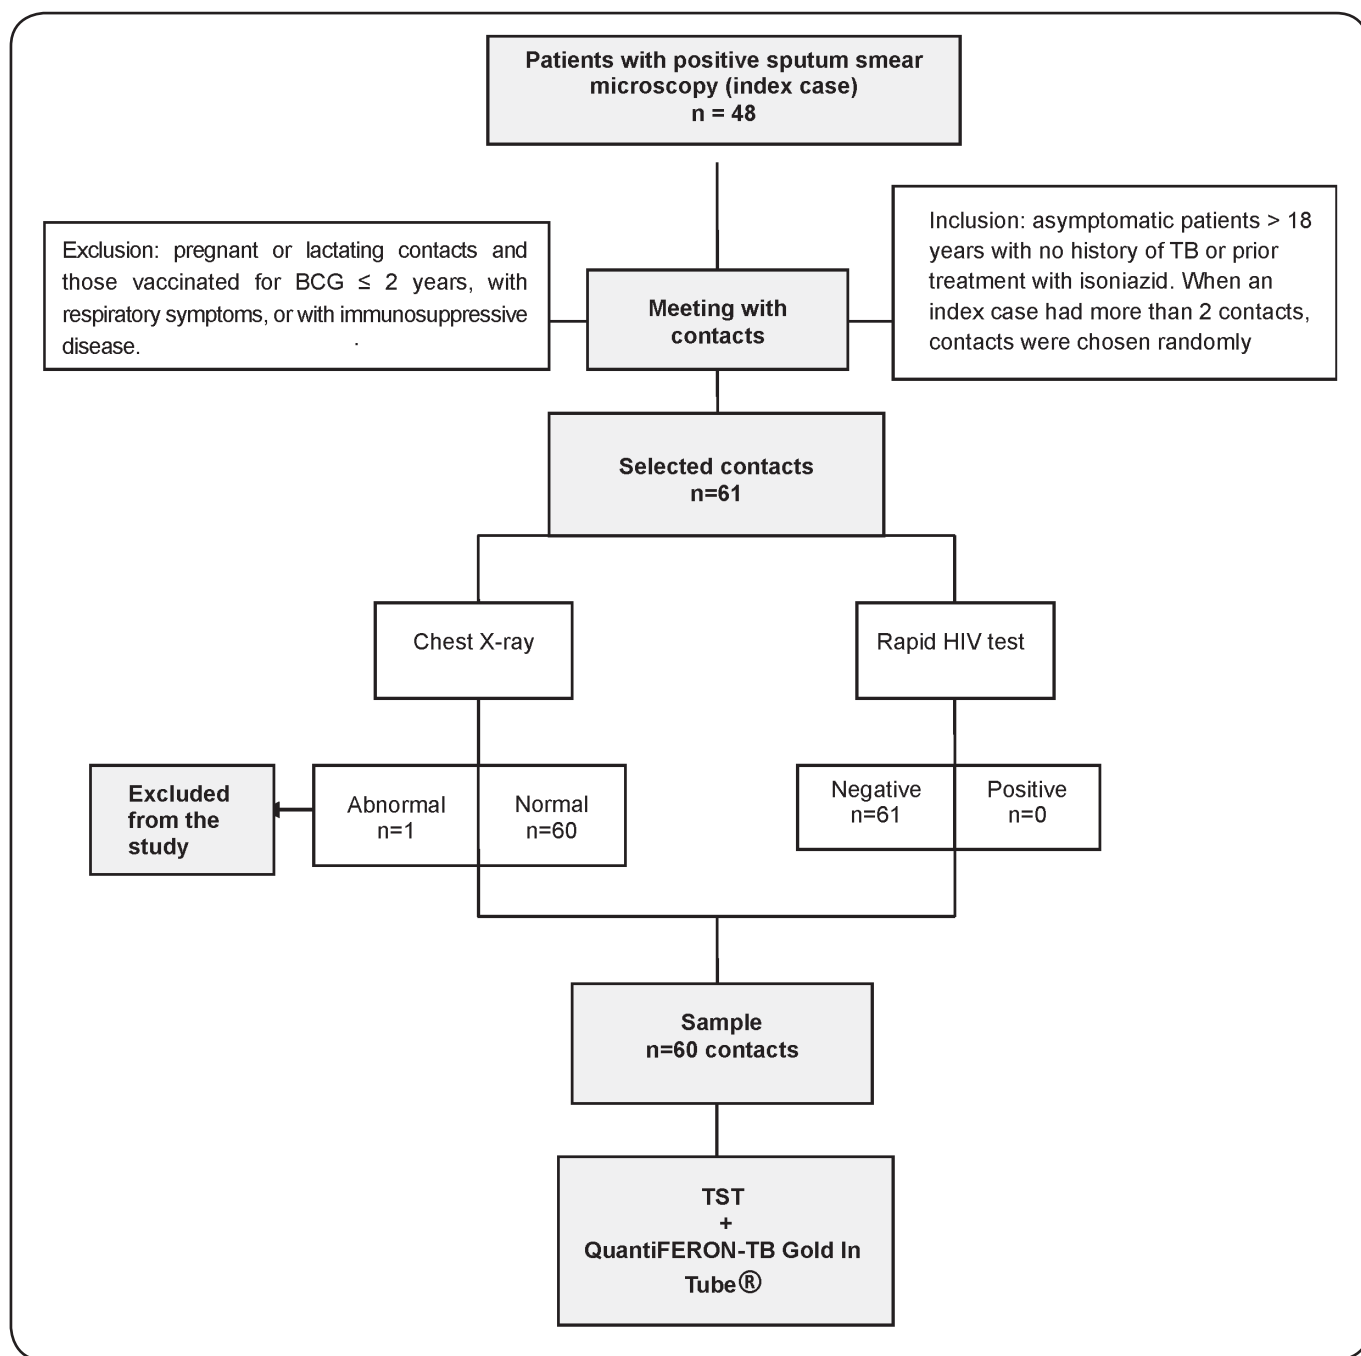 Patients with positive sputum smear
microscopy (index case)
n = 48
Exclusion: pregnant or lactating contacts and
those vaccinated for BCG ≤ 2 years, with
respiratory symptoms, or with immunosuppressive
disease.
Meeting with
contacts
Inclusion: asymptomatic patients > 18
years with no history of TB or prior
treatment with isoniazid. When an
index case had more than 2 contacts,
contacts were chosen randomly
Selected contacts
n=61
Chest X-ray
Rapid HIV test
Excluded
from the
study
Abnormal
n=1
Normal
n=60
Negative
n=61
Positive
n=0
Sample
n=60 contacts
TST
+
QuantiFERON-TB Gold In
Tube®